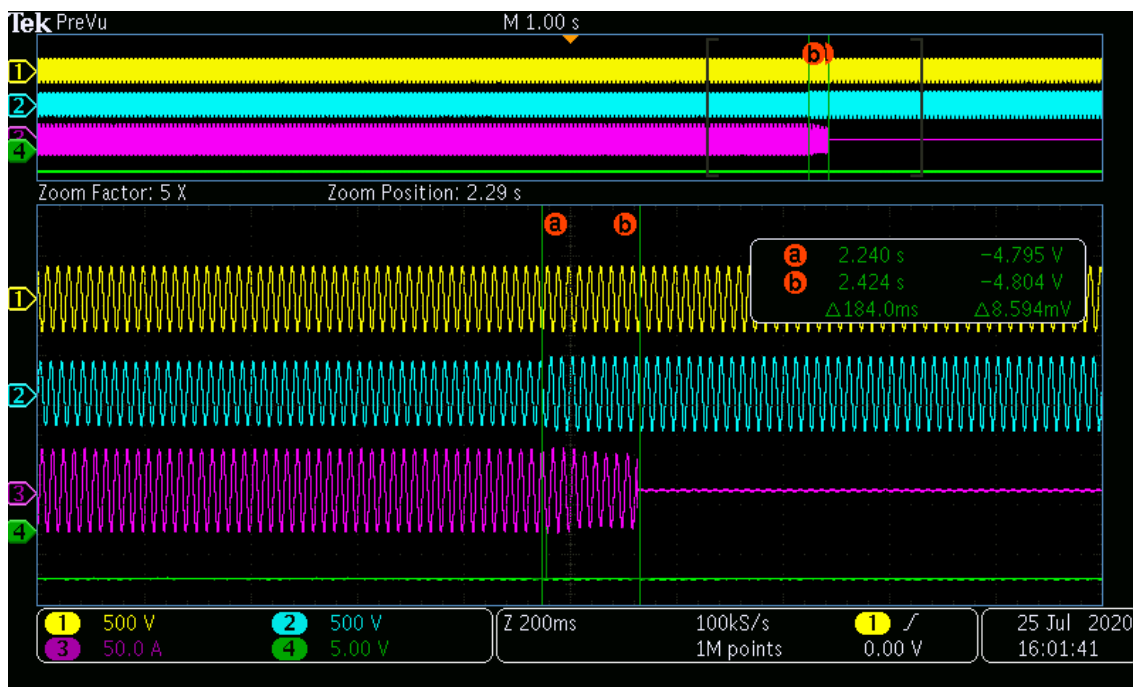 Tek PreVu M 1.00 s
b
1
2
3
4
Zoom Factor: 5 X Zoom Position: 2.29 s
a b
a 2.240 s −4.795 V
b 2.424 s −4.804 V
△184.0ms △8.594mV
1
2
3
4
1 500 V 2 500 V Z 200ms 100kS/s 1 25 Jul 2020
3 50.0 A 4 5.00 V 1M points 0.00 V 16:01:41